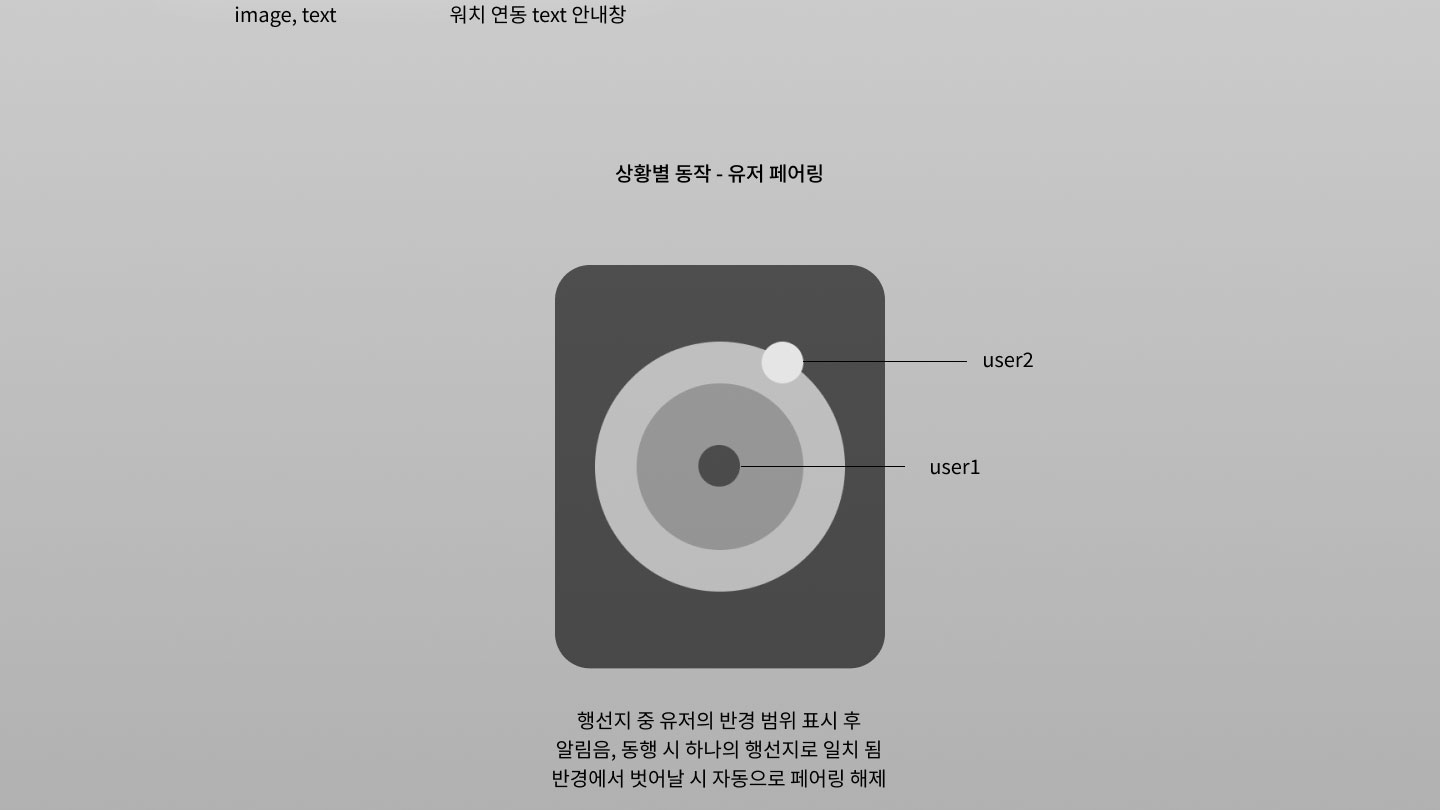 image, text
워치 연동 text 안내창
상황별 동작 - 유저 페어링
user2
user1
행선지 중 유저의 반경 범위 표시 후
알림음, 동행 시 하나의 행선지로 일치 됨
반경에서 벗어날 시 자동으로 페어링 해제